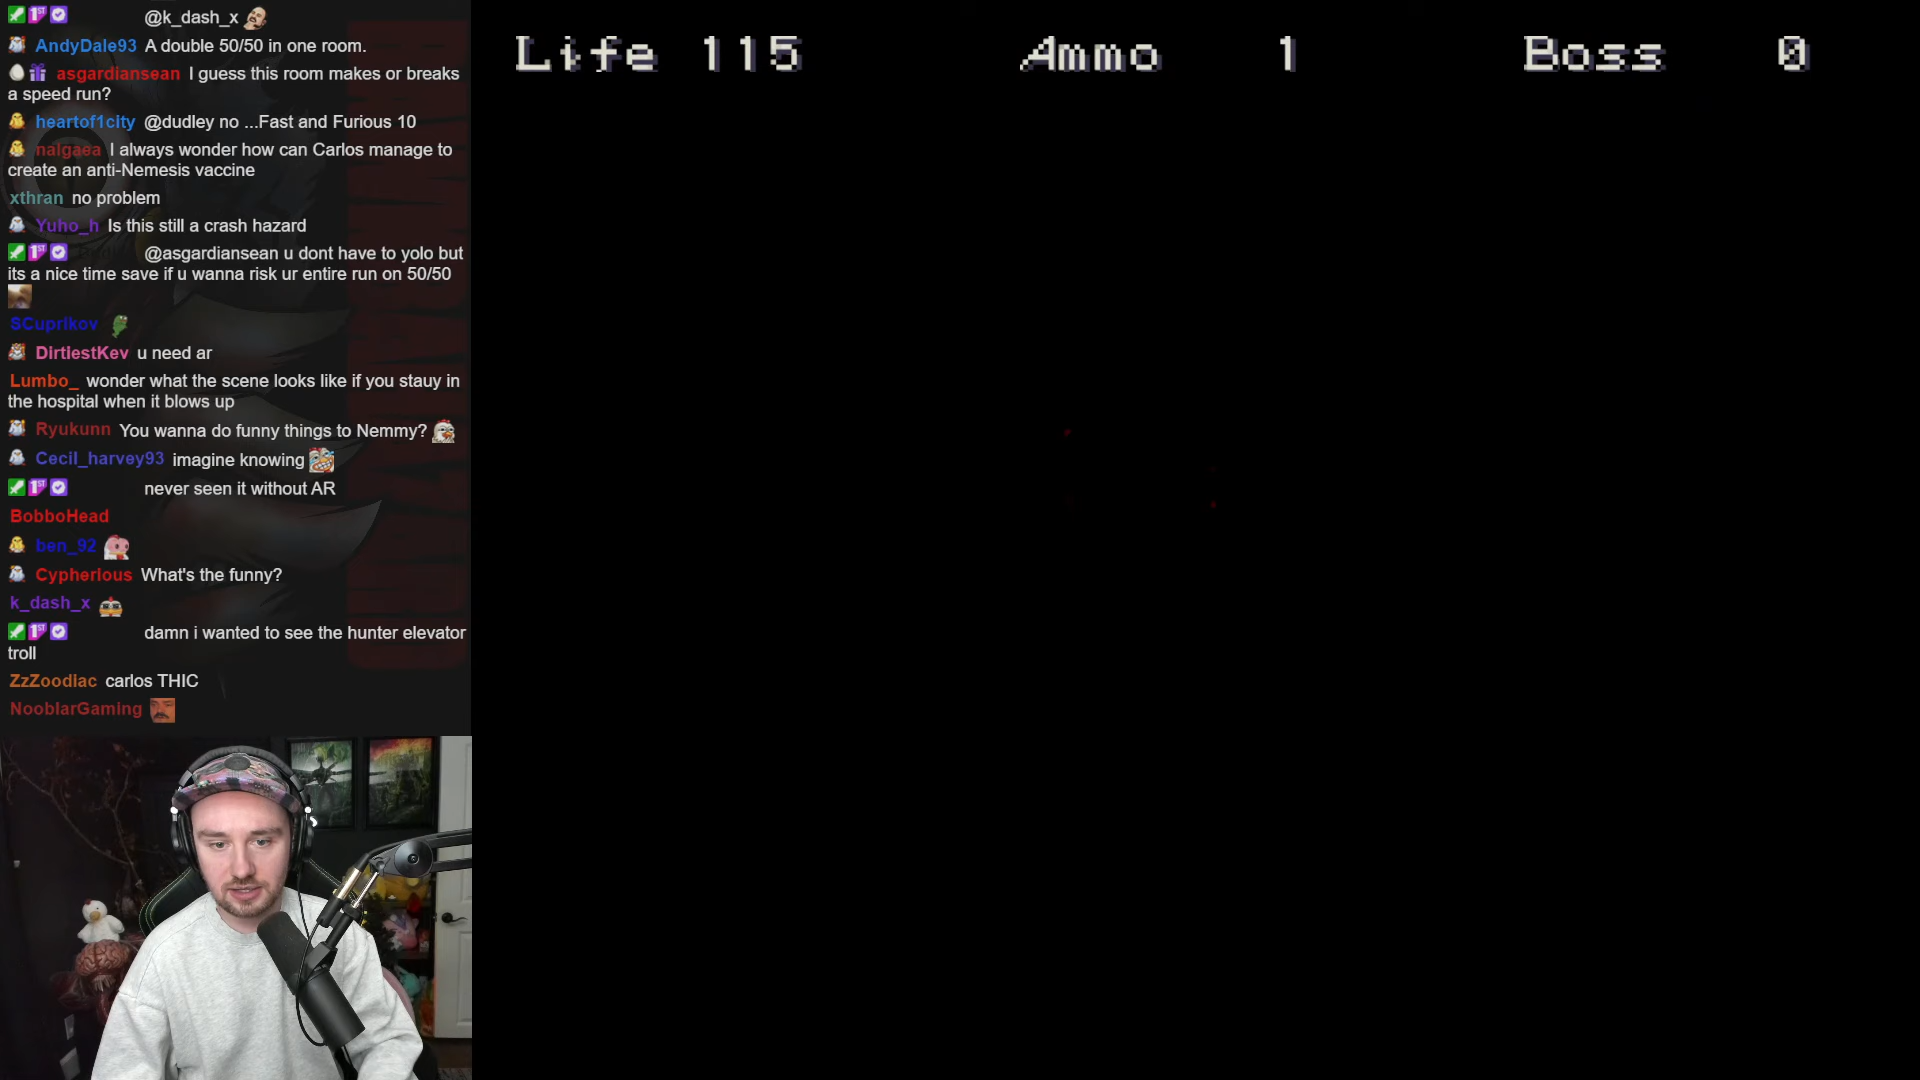 @k_dash_x
AndyDale93 A double 50/50 in one room.
asgardiansean I guess this room makes or breaks
a speed run?
heartof1city @dudley no ...Fast and Furious 10
nalgaea I always wonder how can Carlos manage to
create an anti-Nemesis vaccine
xthran no problem
Yuho_h Is this still a crash hazard
@asgardiansean u dont have to yolo but
its a nice time save if u wanna risk ur entire run on 50/50
SCuprikov
DirtiestKev u need ar
Lumbo_ wonder what the scene looks like if you stauy in
the hospital when it blows up
Ryukunn You wanna do funny things to Nemmy?
Cecil_harvey93 imagine knowing
never seen it without AR
BobboHead
ben_92
Cypherious What's the funny?
k_dash_x
damn i wanted to see the hunter elevator
troll
ZzZoodiac carlos THIC
NooblarGaming
Life 115 Ammo 1 Boss 0